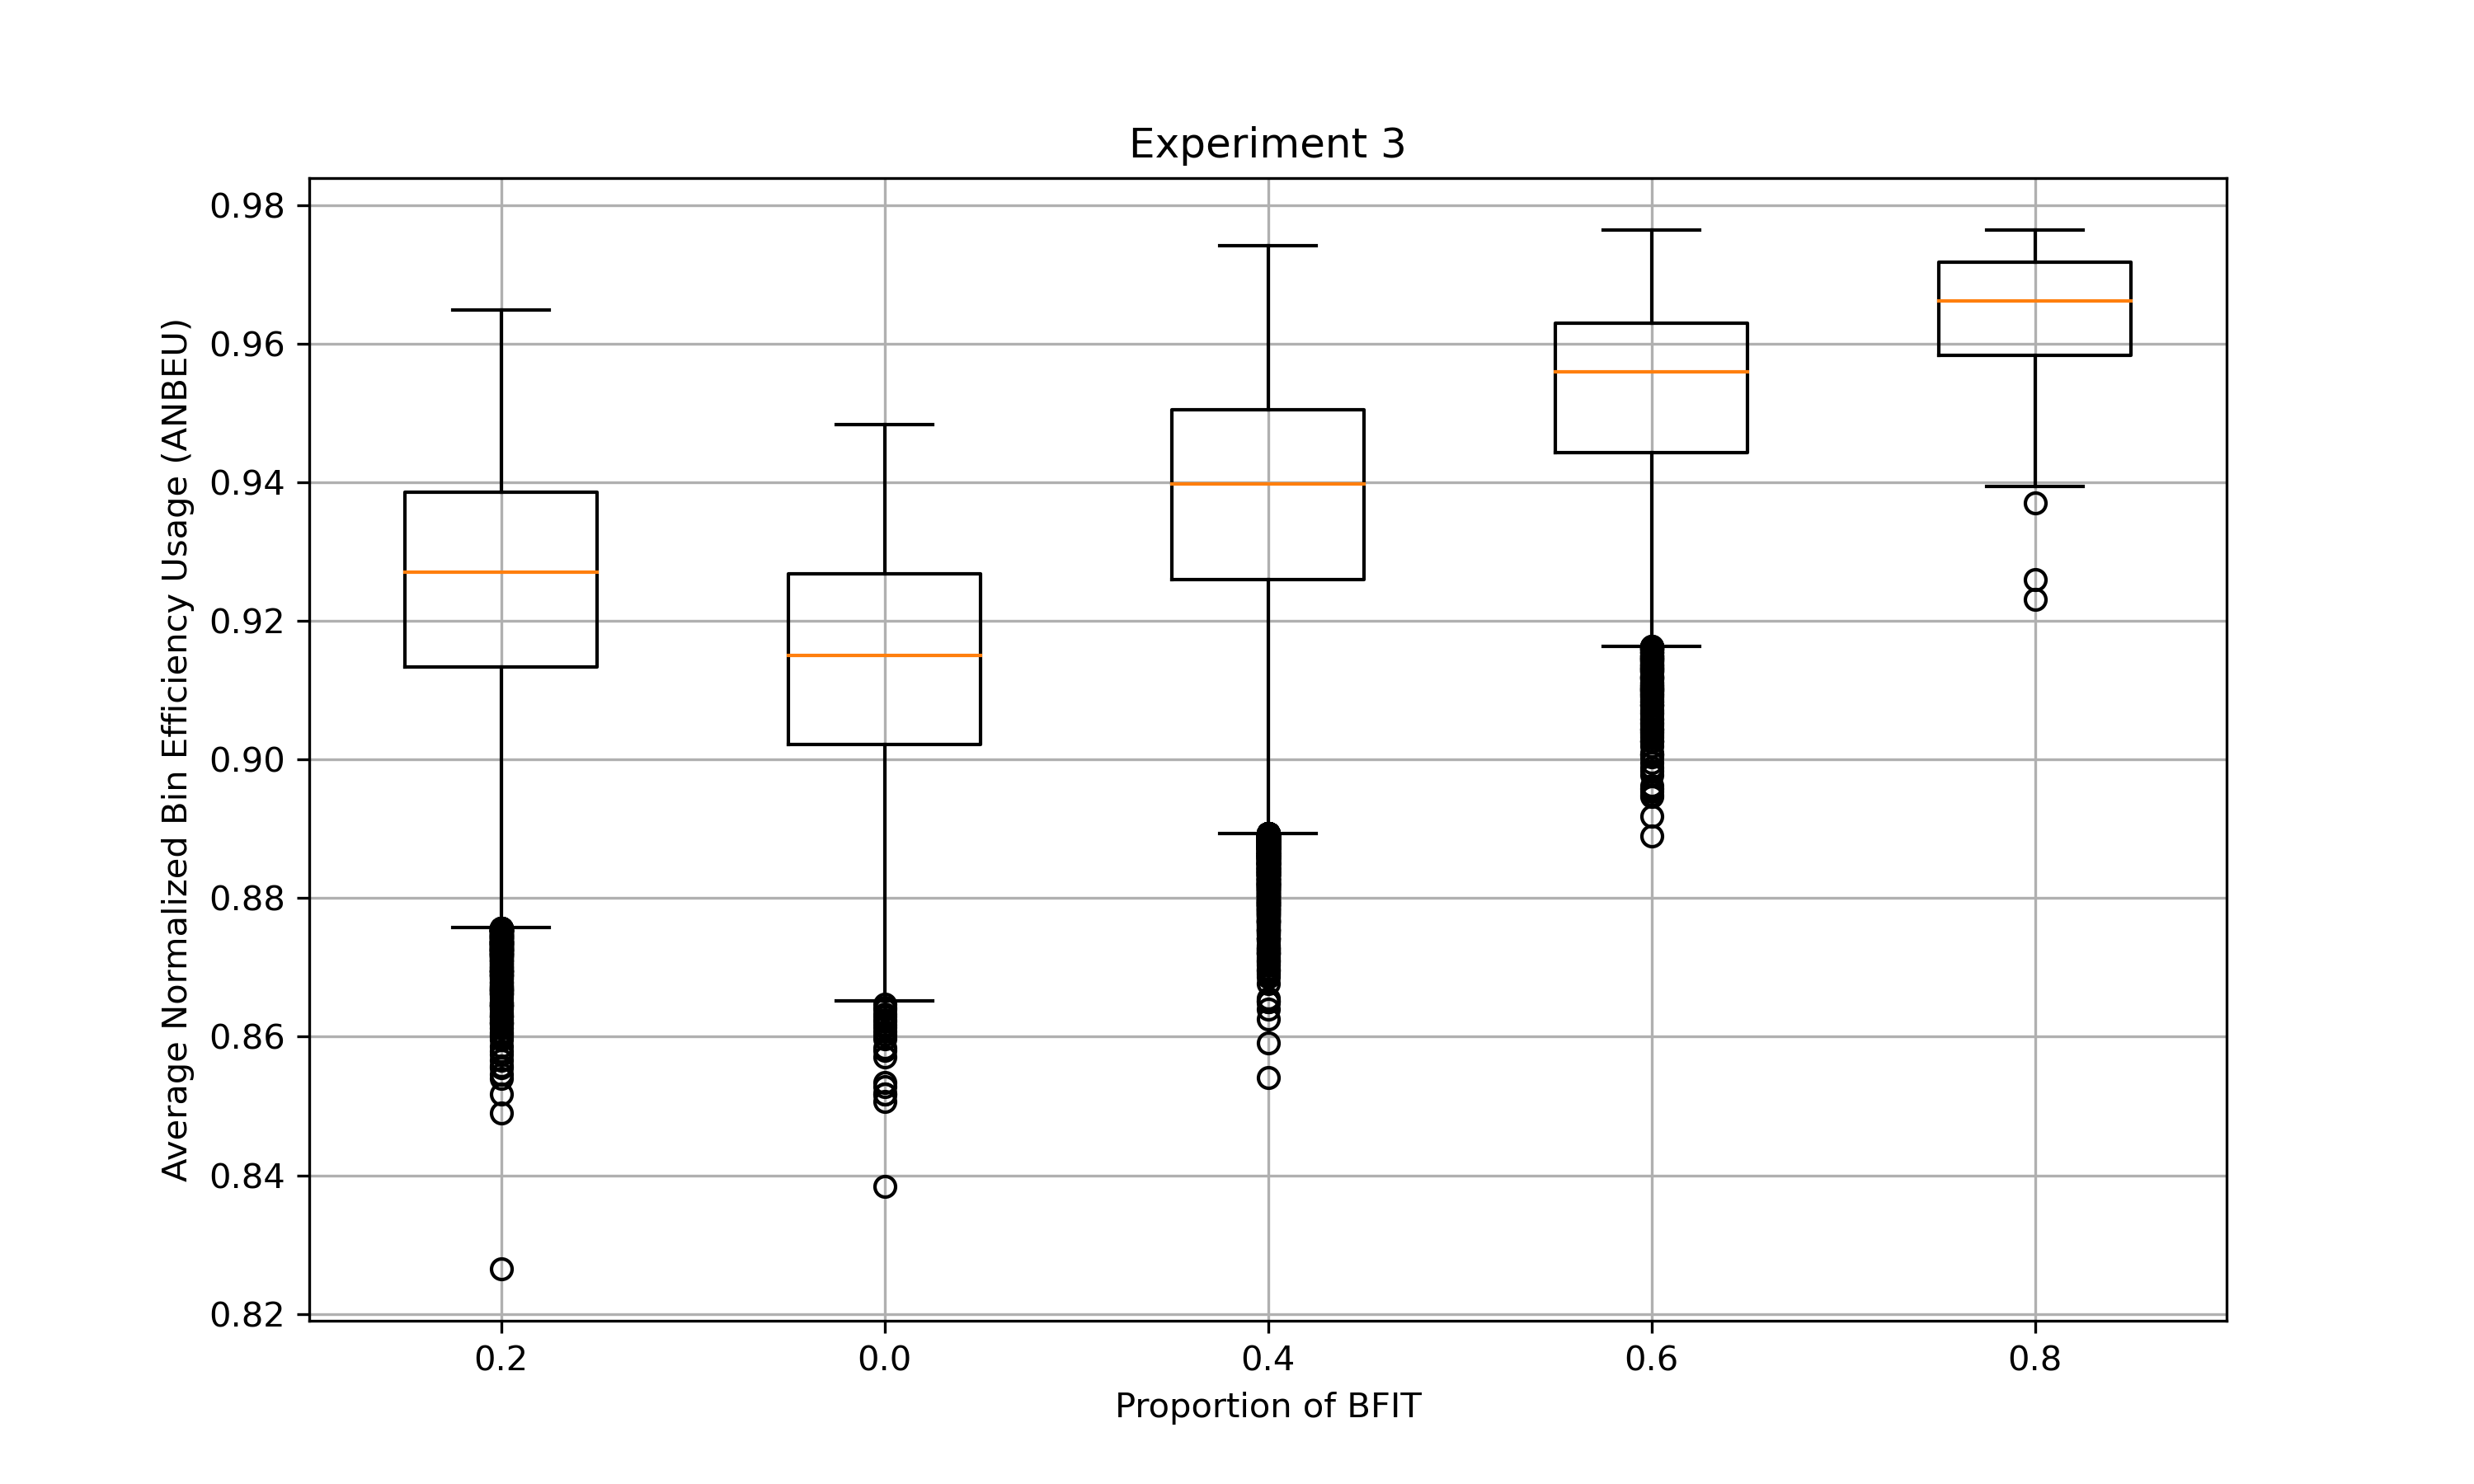 Experiment 3
Average Normalized Bin Efficiency Usage (ANBEU)
0.98
0.96
0.94
0.92
0.90
0.88
0.86
0.84
0.82
0.2 0.0 0.4 0.6 0.8
Proportion of BFIT